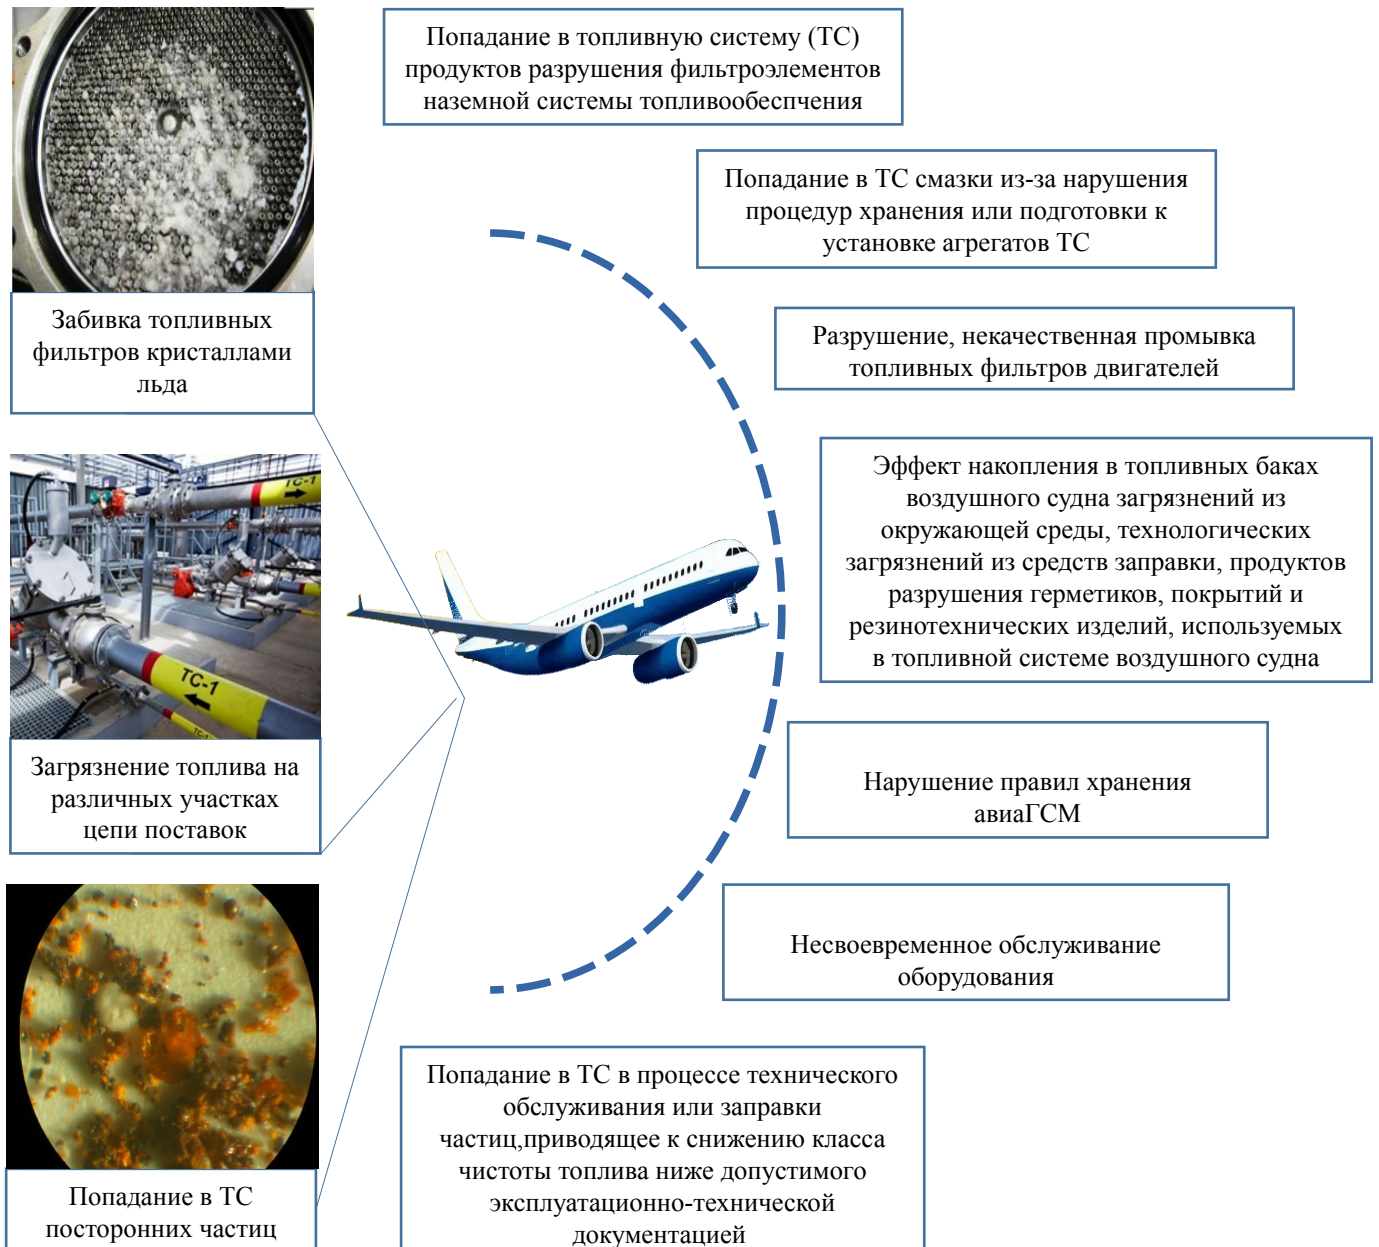 Попадание в топливную систему (ТС)
продуктов разрушения фильтроэлементов
наземной системы топливообеспчения
Попадание в ТС смазки из-за нарушения
процедур хранения или подготовки к
установке агрегатов ТС
Забивка топливных
фильтров кристаллами
льда
Разрушение, некачественная промывка
топливных фильтров двигателей
Эффект накопления в топливных баках
воздушного судна загрязнений из
окружающей среды, технологических
загрязнений из средств заправки, продуктов
разрушения герметиков, покрытий и
резинотехнических изделий, используемых
в топливной системе воздушного судна
ТС-1
ТС-1
ТС-1
Загрязнение топлива на
различных участках
цепи поставок
Нарушение правил хранения
авиаГСМ
Несвоевременное обслуживание
оборудования
Попадание в ТС в процессе технического
обслуживания или заправки
частиц,приводящее к снижению класса
чистоты топлива ниже допустимого
эксплуатационно-технической
документацией
Попадание в ТС
посторонних частиц